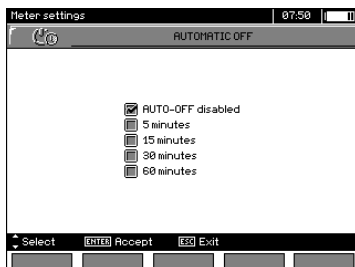 Meter settings 07:50
AUTOMATIC OFF
AUTO-OFF disabled
5 minutes
15 minutes
30 minutes
60 minutes
Select ENTER Accept ESC Exit